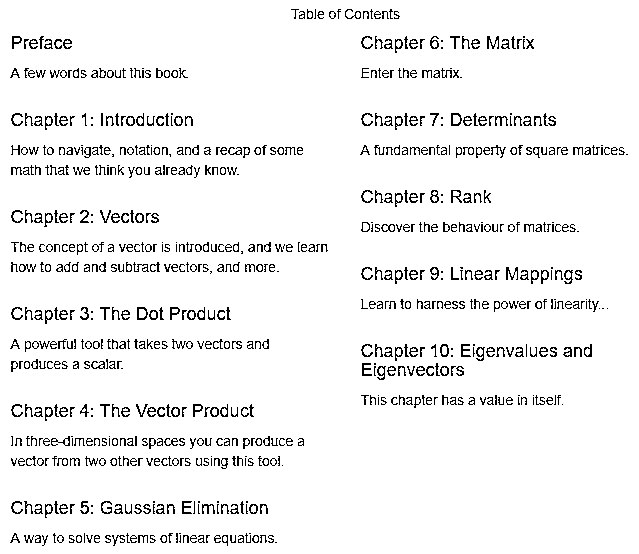 Table of Contents
Preface
A few words about this book.
Chapter 1: Introduction
How to navigate, notation, and a recap of some
math that we think you already know.
Chapter 2: Vectors
The concept of a vector is introduced, and we learn
how to add and subtract vectors, and more.
Chapter 3: The Dot Product
A powerful tool that takes two vectors and
produces a scalar.
Chapter 4: The Vector Product
In three-dimensional spaces you can produce a
vector from two other vectors using this tool.
Chapter 5: Gaussian Elimination
A way to solve systems of linear equations.
Chapter 6: The Matrix
Enter the matrix.
Chapter 7: Determinants
A fundamental property of square matrices.
Chapter 8: Rank
Discover the behaviour of matrices.
Chapter 9: Linear Mappings
Learn to harness the power of linearity...
Chapter 10: Eigenvalues and
Eigenvectors
This chapter has a value in itself.